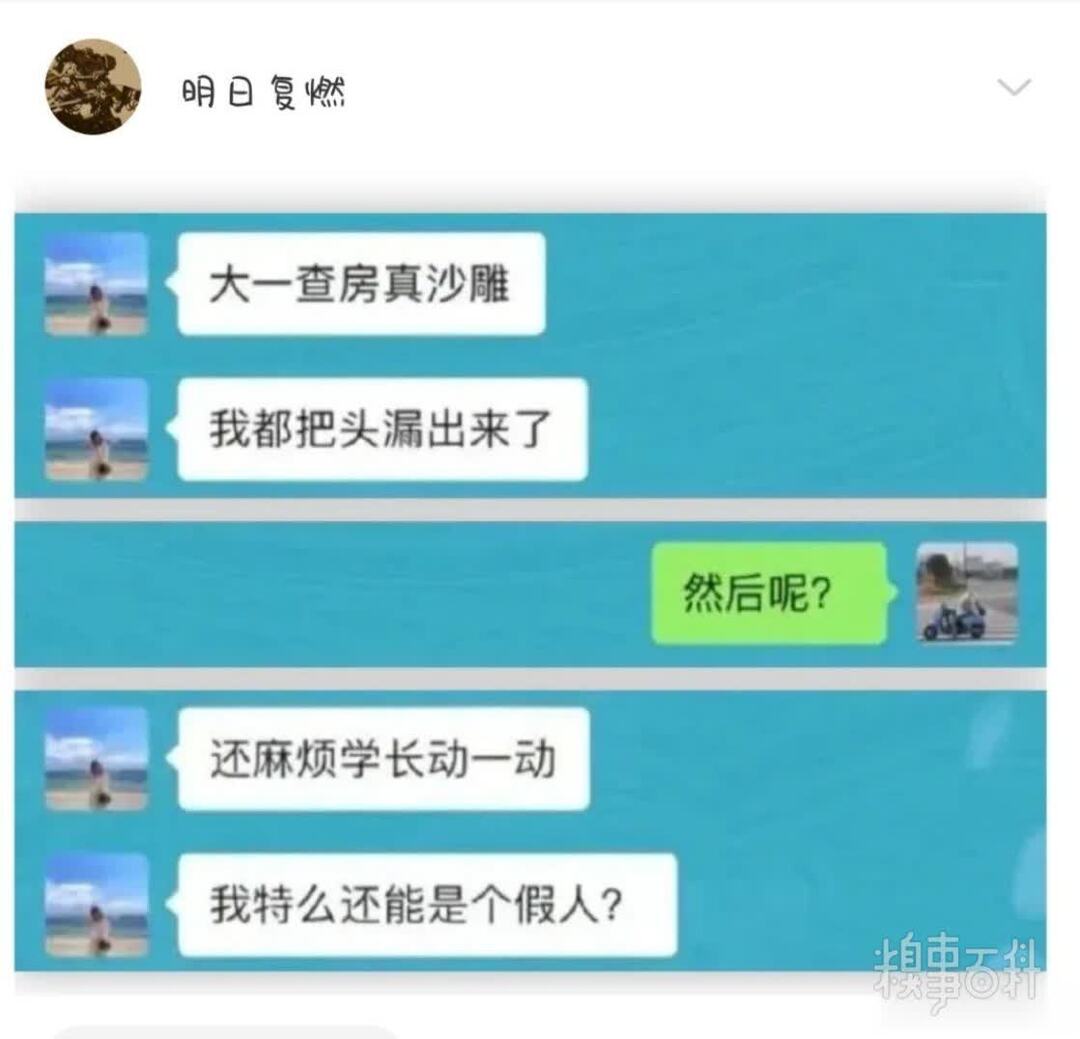 明日复燃
大一查房真沙雕
我都把头漏出来了
然后呢?
还麻烦学长动一动
我特么还能是个假人?
糗事百科